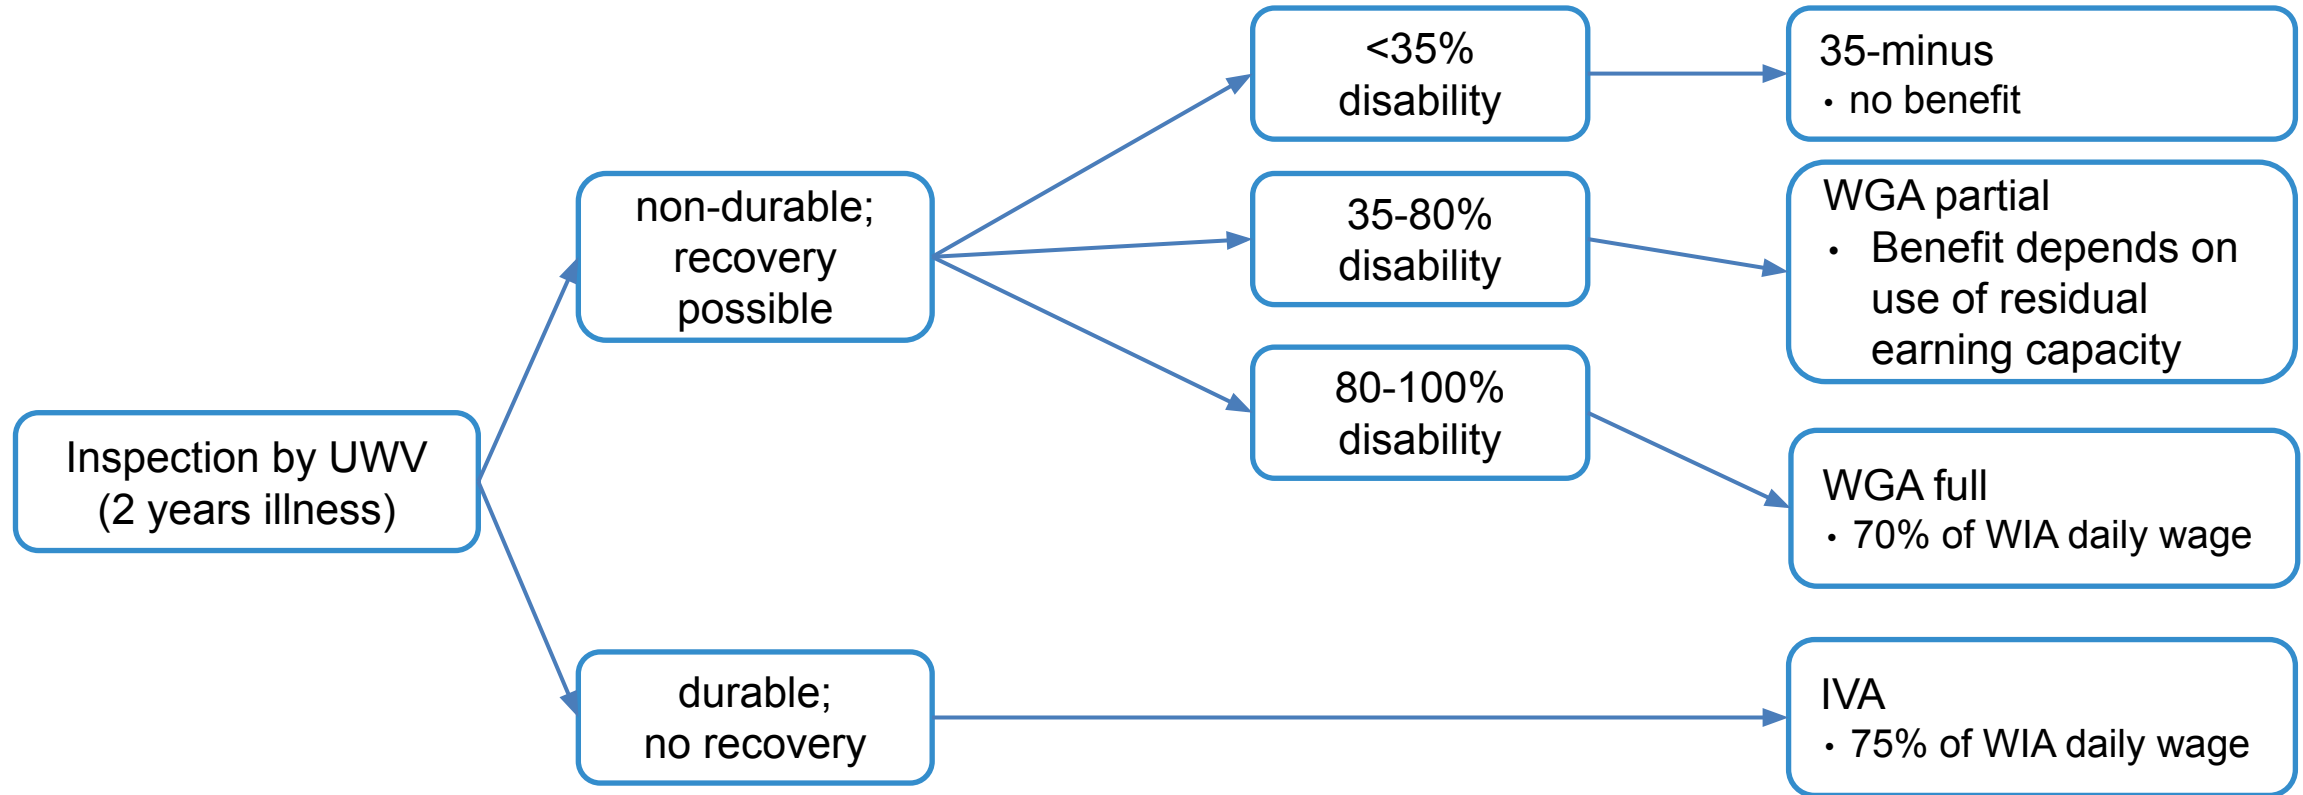 Inspection by UWV
(2 years illness)
non-durable;
recovery
possible
durable;
no recovery
<35%
disability
35-80%
disability
80-100%
disability
35-minus
• no benefit
WGA partial
• Benefit depends on
use of residual
earning capacity
WGA full
• 70% of WIA daily wage
IVA
• 75% of WIA daily wage